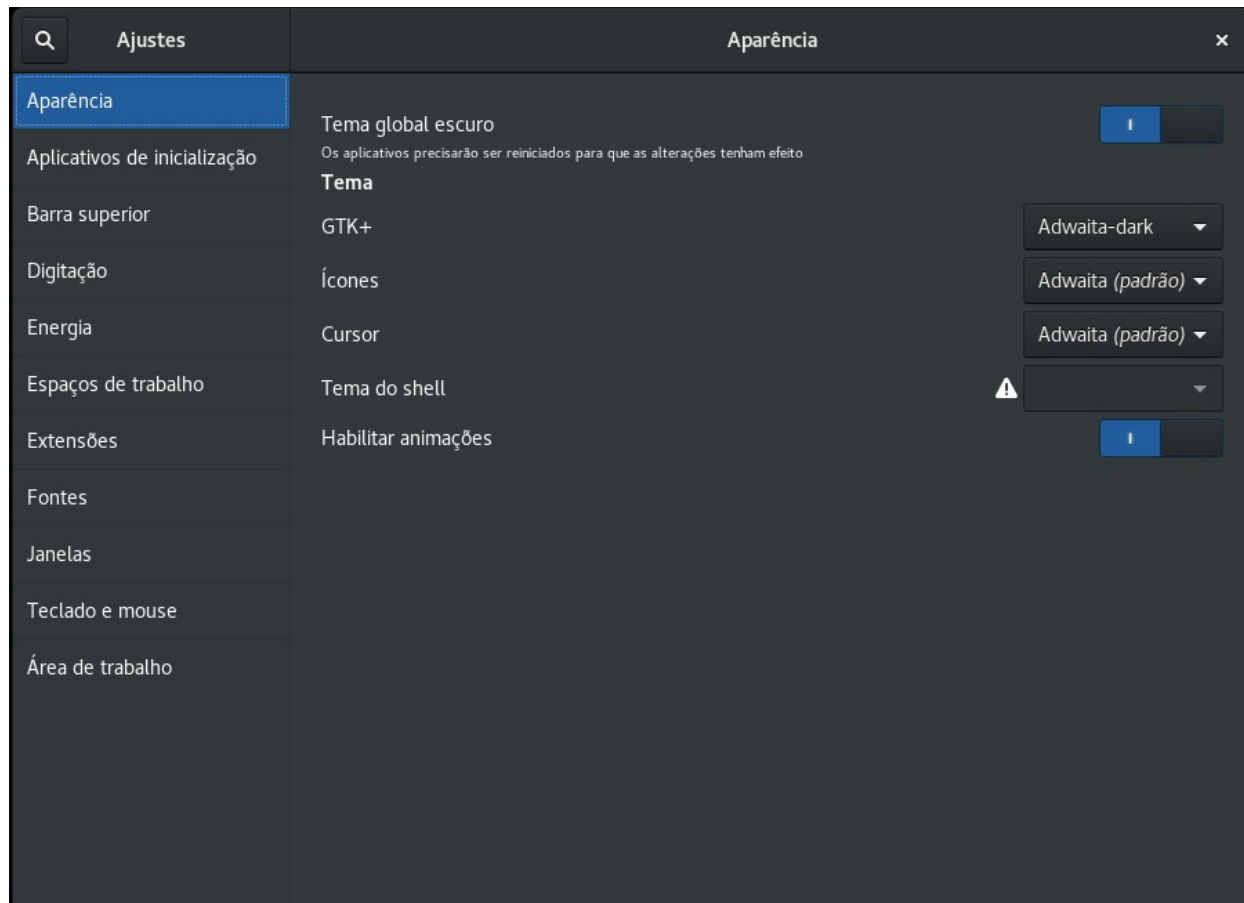 Ajustes
Aparência
Aparência
Aplicativos de inicialização
Barra superior
Digitação
Energia
Espaços de trabalho
Extensões
Fontes
Janelas
Teclado e mouse
Área de trabalho
Tema global escuro
Os aplicativos precisarão ser reiniciados para que as alterações tenham efeito
Tema
GTK+ Adwaita-dark
Ícones Adwaita (padrão)
Cursor Adwaita (padrão)
Tema do shell
Habilitar animações